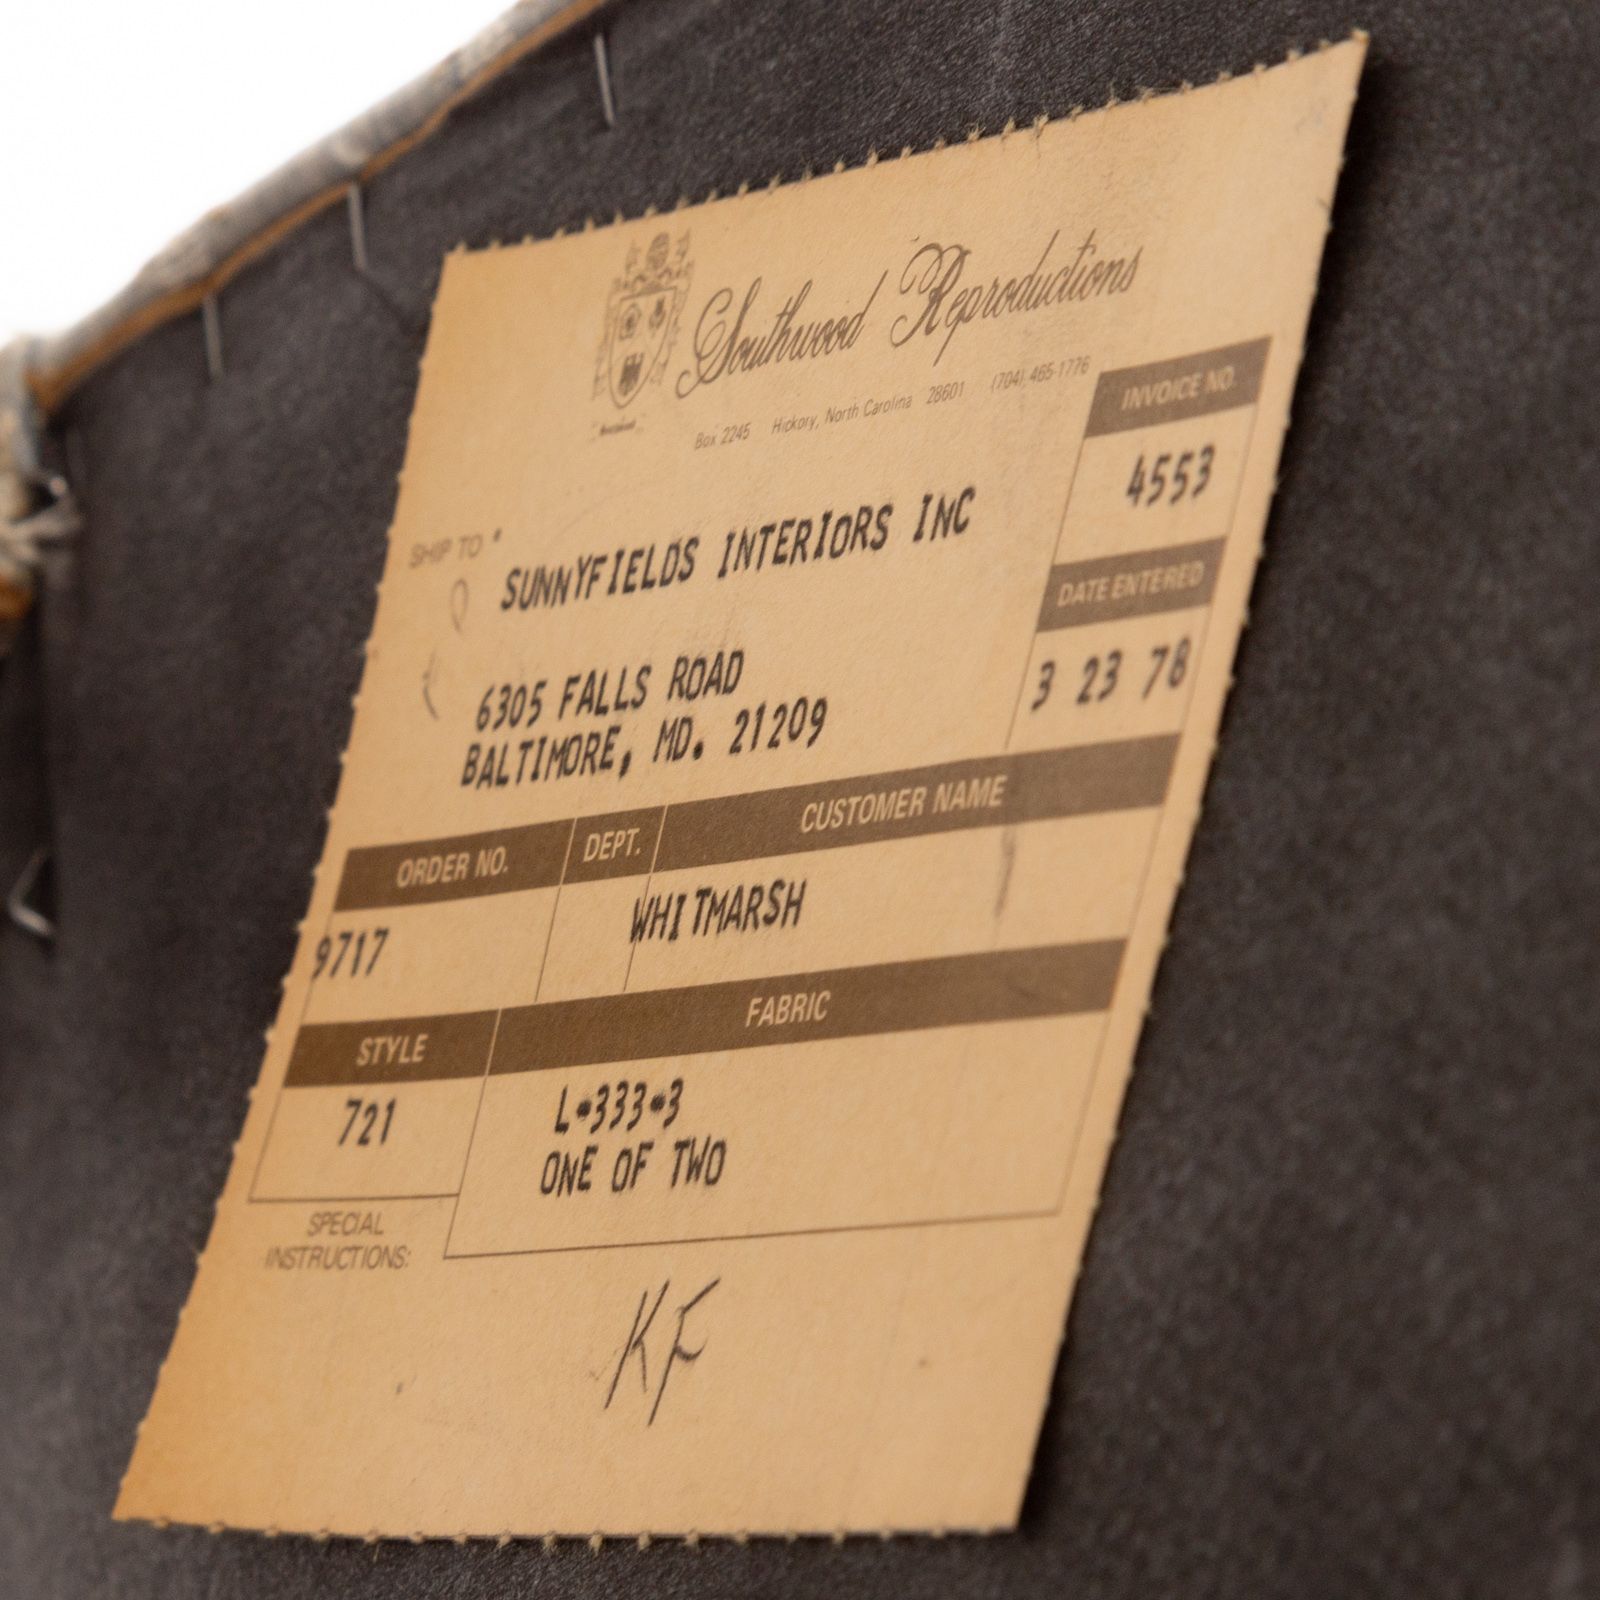 Southwood Reproductions
Box 2245 Hickory, North Carolina 28601 (704) 465-1776
INVOICE NO.
4553
SHIP TO
SUNNYFIELDS INTERIORS INC
DATE ENTERED
3 23 78
6305 FALLS ROAD
BALTIMORE, MD. 21209
ORDER NO. DEPT. CUSTOMER NAME
9717 WHITMARSH
STYLE FABRIC
721 L*333*3
ONE OF TWO
SPECIAL
INSTRUCTIONS:
KF